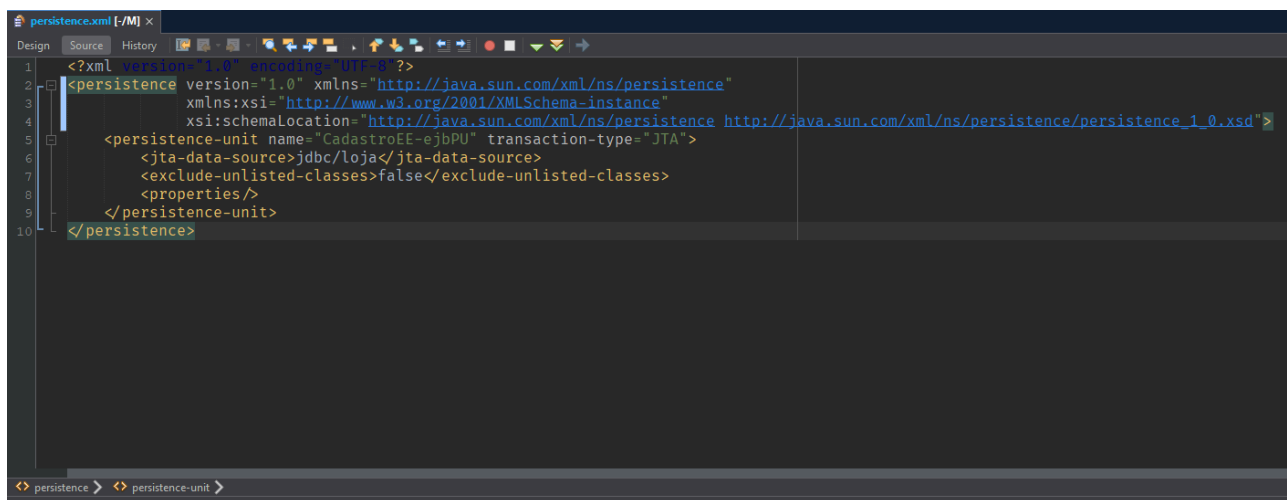 persistence.xml [-/M] ×
Design Source History
1 <?xml version="1.0" encoding="UTF-8"?>
2 <persistence version="1.0" xmlns="http://java.sun.com/xml/ns/persistence"
3 xmlns:xsi="http://www.w3.org/2001/XMLSchema-instance"
4 xsi:schemaLocation="http://java.sun.com/xml/ns/persistence http://java.sun.com/xml/ns/persistence/persistence_1_0.xsd">
5 <persistence-unit name="CadastroEE-ejbPU" transaction-type="JTA">
6 <jta-data-source>jdbc/loja</jta-data-source>
7 <exclude-unlisted-classes>false</exclude-unlisted-classes>
8 <properties/>
9 </persistence-unit>
10 </persistence>
persistence persistence-unit